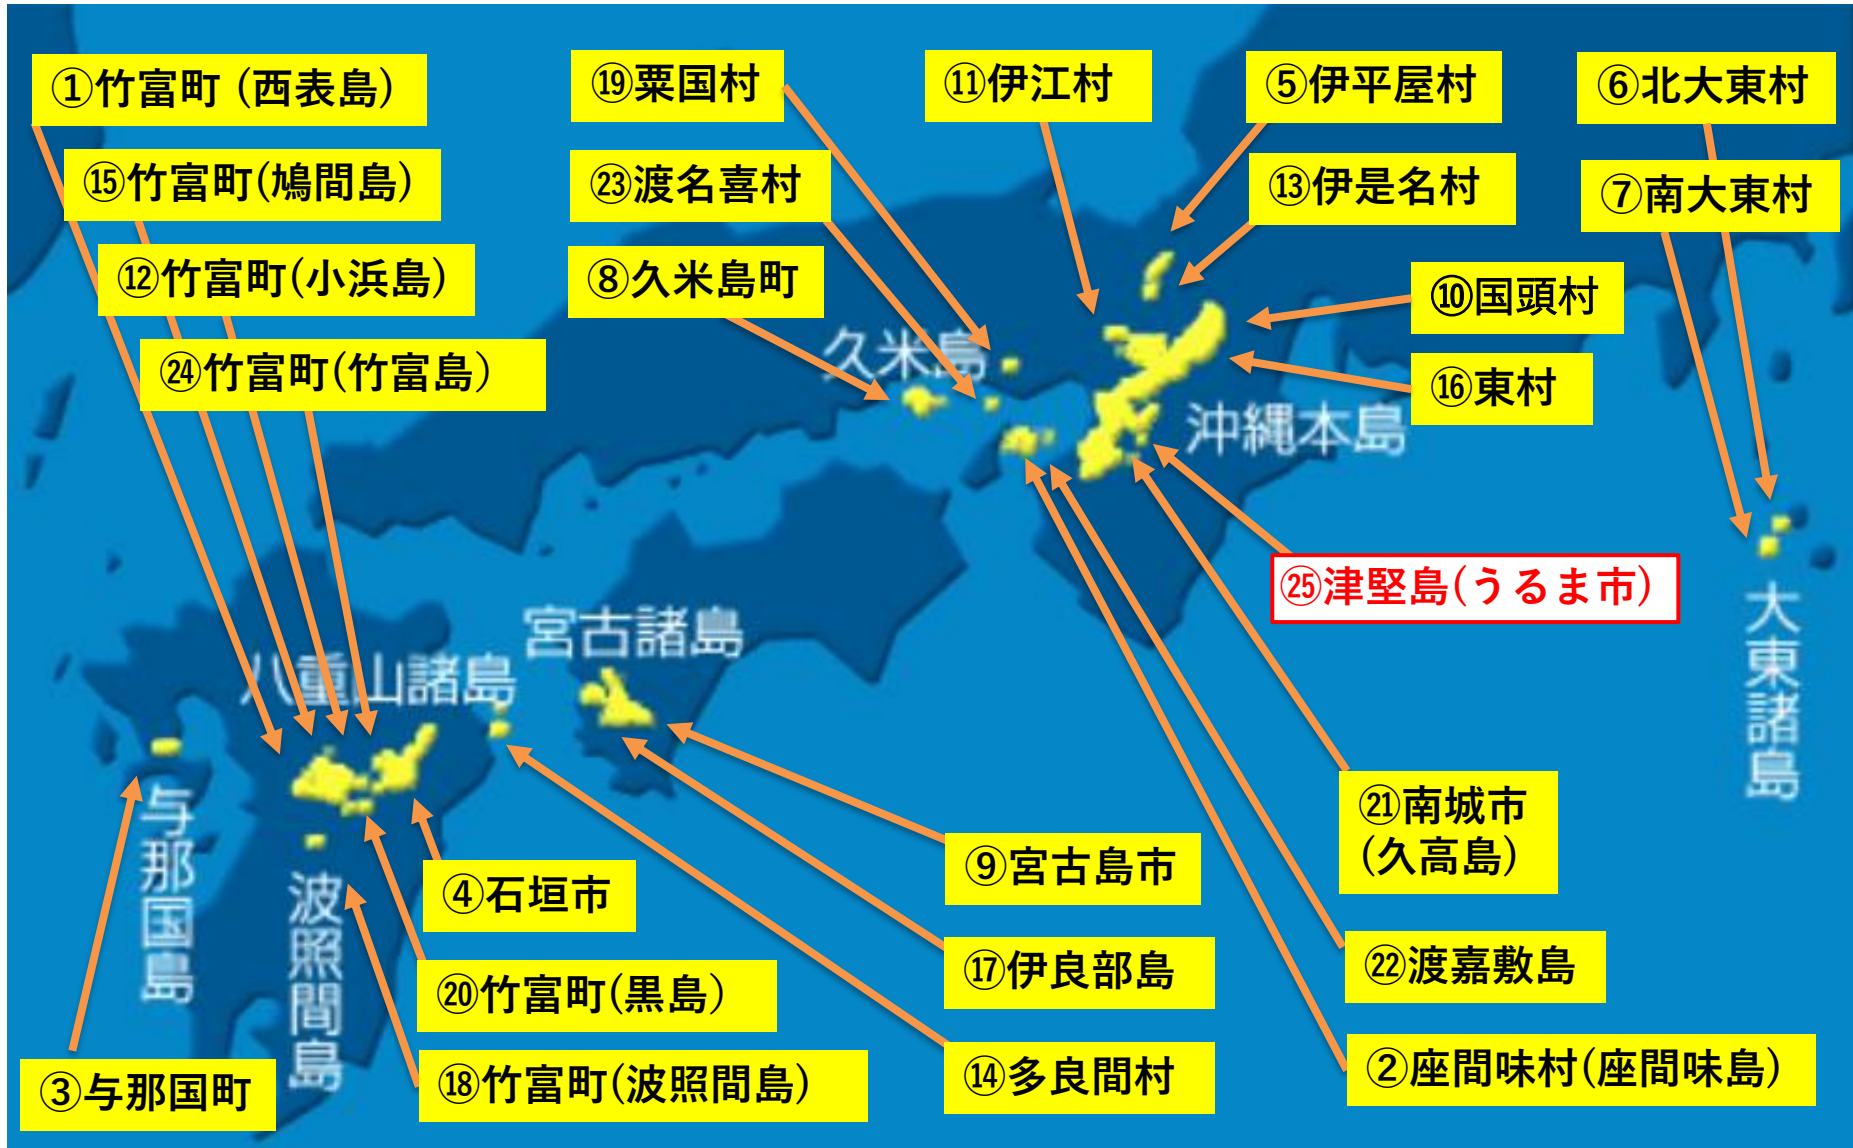 ①竹富町 (西表島)
⑮竹富町(鳩間島)
⑫竹富町(小浜島)
㉔竹富町(竹富島)
⑲粟国村
㉓渡名喜村
⑧久米島町
⑪伊江村
⑤伊平屋村
⑬伊是名村
⑥北大東村
⑦南大東村
⑩国頭村
⑯東村
久米島
沖縄本島
㉕津堅島(うるま市)
大東諸島
宮古諸島
八重山諸島
与那国島
波照間島
④石垣市
⑳竹富町(黒島)
⑱竹富町(波照間島)
③与那国町
⑨宮古島市
⑰伊良部島
⑭多良間村
㉑南城市
(久高島)
㉒渡嘉敷島
②座間味村(座間味島)